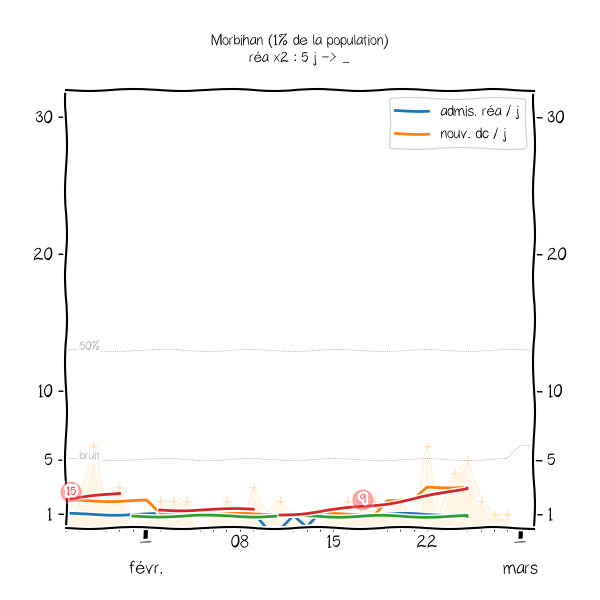 Morbihan (1% de la population)
réa x2 : 5 j -> _
admis. réa / j
nouv. dc / j
30
30
20
20
50%
10
10
5
bruit
5
15
9
1
1
08
15
22
févr.
mars